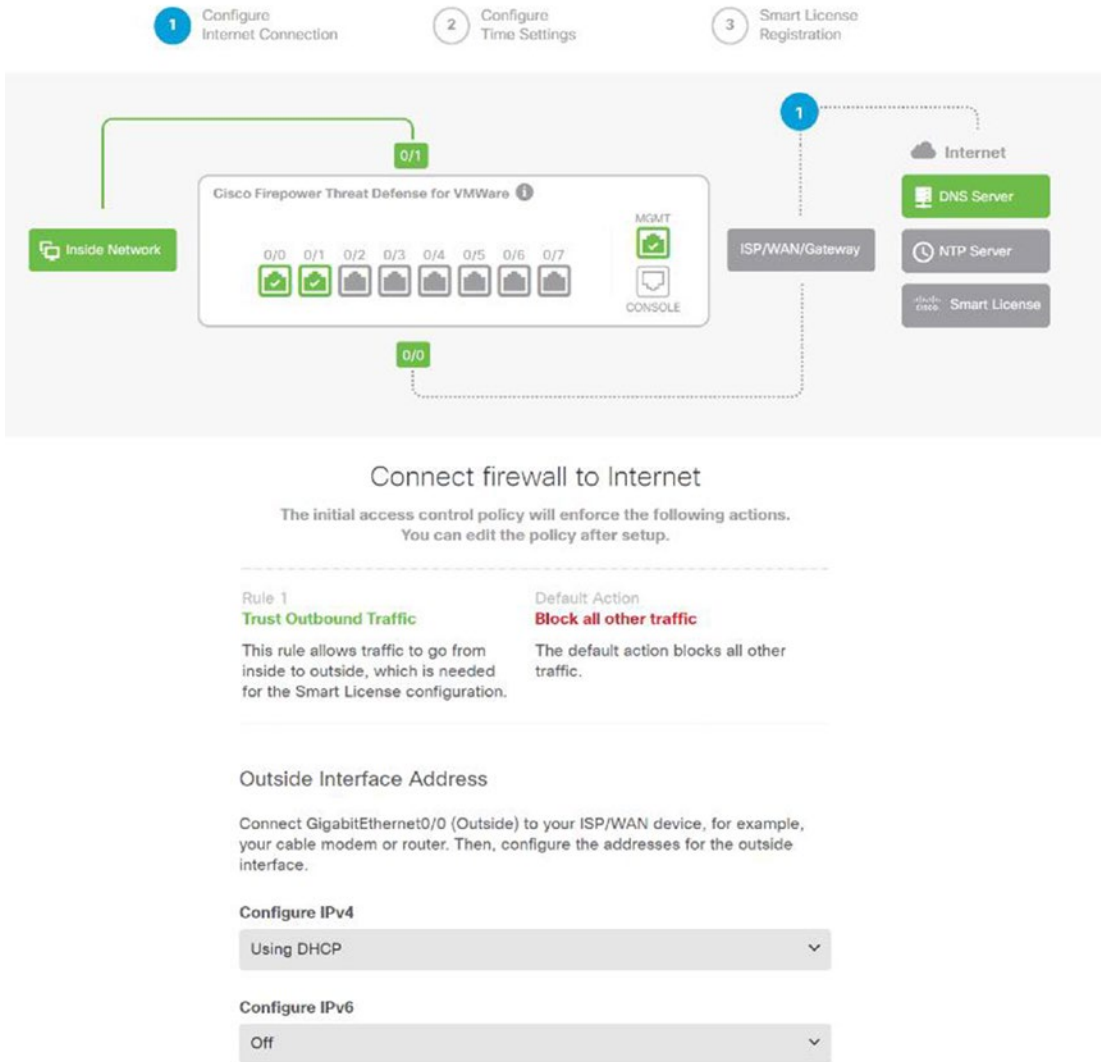 1
Configure
Internet Connection
2
Configure
Time Settings
3
Smart License
Registration
1
0/1
Internet
Cisco Firepower Threat Defense for VMWare i
DNS Server
MGMT
Inside Network
0/0 0/1 0/2 0/3 0/4 0/5 0/6 0/7
ISP/WAN/Gateway
NTP Server
CONSOLE
cisco Smart License
0/0
Connect firewall to Internet
The initial access control policy will enforce the following actions.
You can edit the policy after setup.
Rule 1
Trust Outbound Traffic
This rule allows traffic to go from
inside to outside, which is needed
for the Smart License configuration.
Default Action
Block all other traffic
The default action blocks all other
traffic.
Outside Interface Address
Connect GigabitEthernet0/0 (Outside) to your ISP/WAN device, for example,
your cable modem or router. Then, configure the addresses for the outside
interface.
Configure IPv4
Using DHCP
Configure IPv6
Off